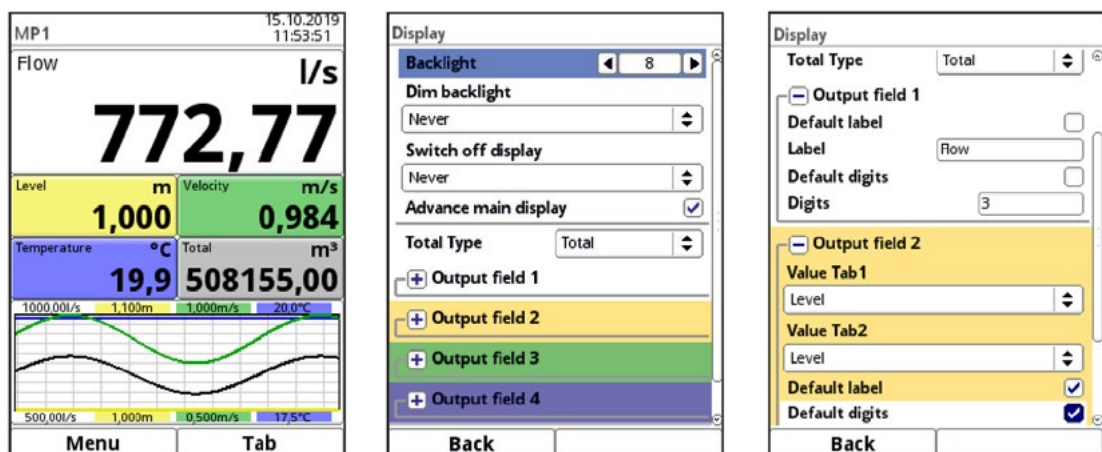 MP1
15.10.2019
11:53:51
Flow
l/s
772,77
Level m Velocity m/s
1,000 0,984
Temperature °C Total m³
19,9 508155,00
1000,00l/s 1,100m 1,000m/s 20,0°C
500,00l/s 1,000m 0,500m/s 17,5°C
Menu Tab
Display
Backlight 8
Dim backlight
Never
Switch off display
Never
Advance main display
Total Type Total
Output field 1
Output field 2
Output field 3
Output field 4
Back
Display
Total Type Total
Output field 1
Default label
Label Flow
Default digits
Digits 3
Output field 2
Value Tab1
Level
Value Tab2
Level
Default label
Default digits
Back